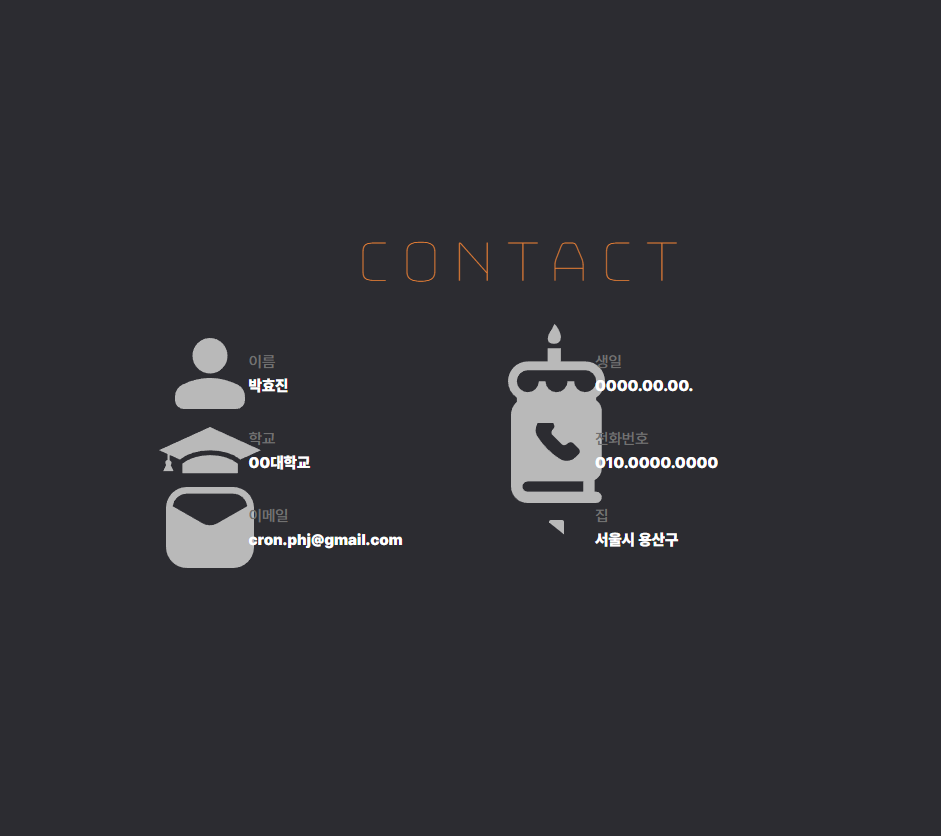 CONTACT
이름
박효진
생일
0000.00.00.
학교
00대학교
전화번호
010.0000.0000
이메일
cron.phj@gmail.com
집
서울시 용산구